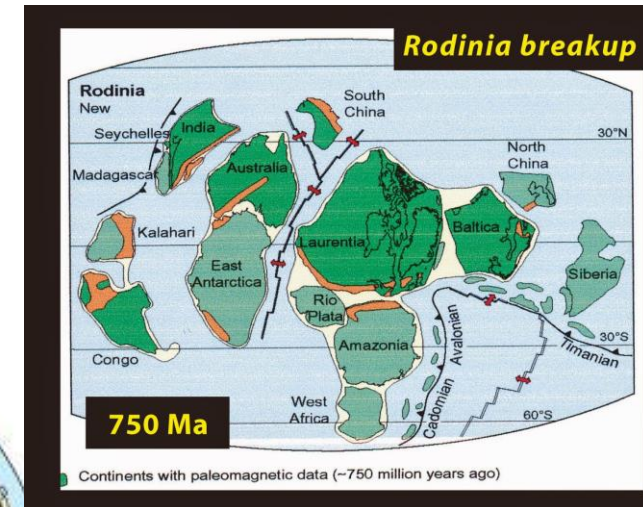 Rodinia breakup
Rodinia
New
South
China
30°N
Seychelles
India
North
China
Madagascar
Australia
Kalahari
Laurentia
Baltica
East
Antarctica
Siberia
Rio
Plata
Avalonian
Timanian
30°S
Amazonia
Congo
Cadomian
West
Africa
60°S
750 Ma
Continents with paleomagnetic data (~750 million years ago)